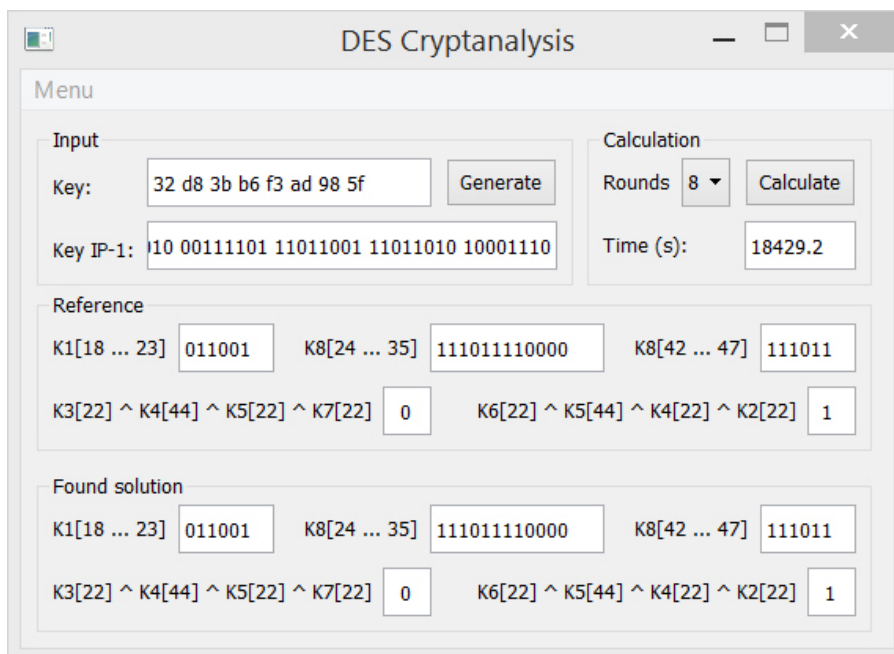 DES Cryptanalysis
Menu
Input
Key: 32 d8 3b b6 f3 ad 98 5f Generate
Key IP-1: 010 00111101 11011001 11011010 10001110
Calculation
Rounds 8 Calculate
Time (s): 18429.2
Reference
K1[18 ... 23] 011001 K8[24 ... 35] 111011110000 K8[42 ... 47] 111011
K3[22] ^ K4[44] ^ K5[22] ^ K7[22] 0 K6[22] ^ K5[44] ^ K4[22] ^ K2[22] 1
Found solution
K1[18 ... 23] 011001 K8[24 ... 35] 111011110000 K8[42 ... 47] 111011
K3[22] ^ K4[44] ^ K5[22] ^ K7[22] 0 K6[22] ^ K5[44] ^ K4[22] ^ K2[22] 1